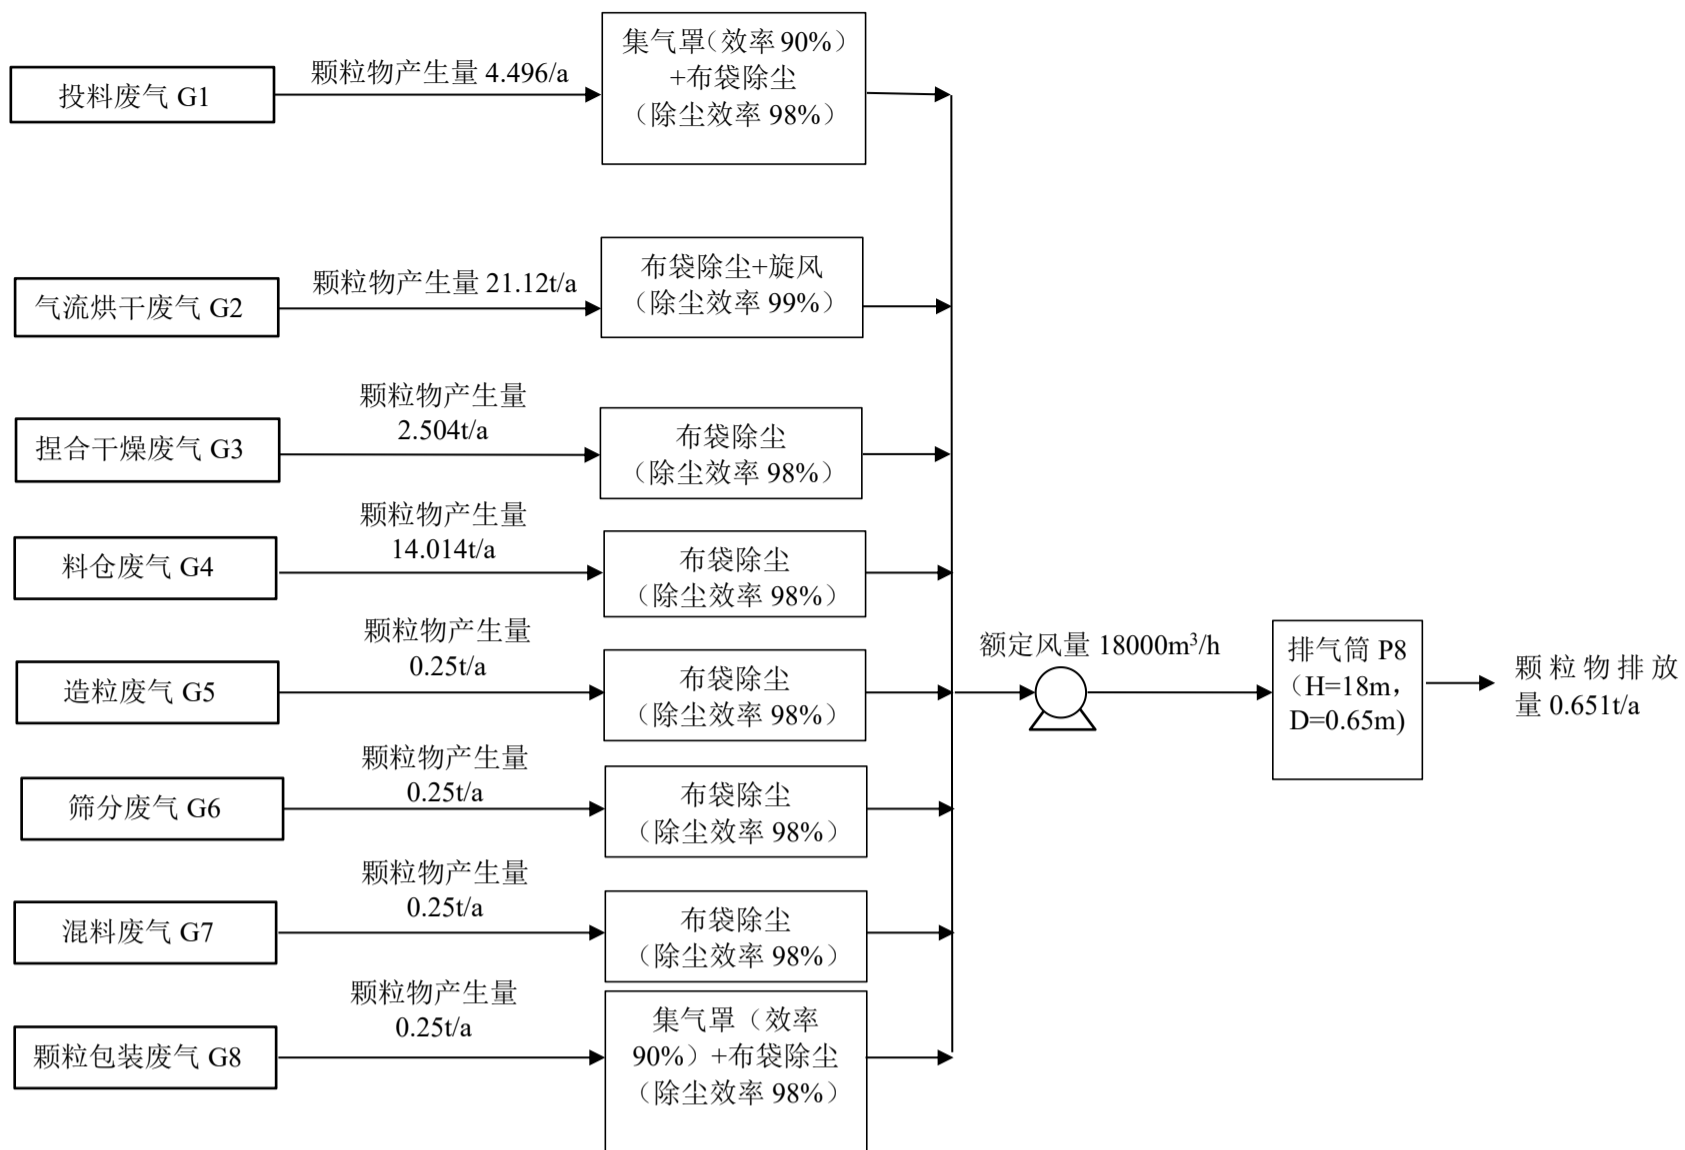 投料废气 G1
颗粒物产生量 4.496/a
集气罩（效率 90%）
+布袋除尘
（除尘效率 98%）
气流烘干废气 G2
颗粒物产生量 21.12t/a
布袋除尘+旋风
（除尘效率 99%）
捏合干燥废气 G3
颗粒物产生量
2.504t/a
布袋除尘
（除尘效率 98%）
料仓废气 G4
颗粒物产生量
14.014t/a
布袋除尘
（除尘效率 98%）
造粒废气 G5
颗粒物产生量
0.25t/a
布袋除尘
（除尘效率 98%）
额定风量 18000m³/h
排气筒 P8
（H=18m，
D=0.65m)
颗粒物排放
量 0.651t/a
筛分废气 G6
颗粒物产生量
0.25t/a
布袋除尘
（除尘效率 98%）
混料废气 G7
颗粒物产生量
0.25t/a
布袋除尘
（除尘效率 98%）
颗粒包装废气 G8
颗粒物产生量
0.25t/a
集气罩（效率
90%）+布袋除尘
（除尘效率 98%）